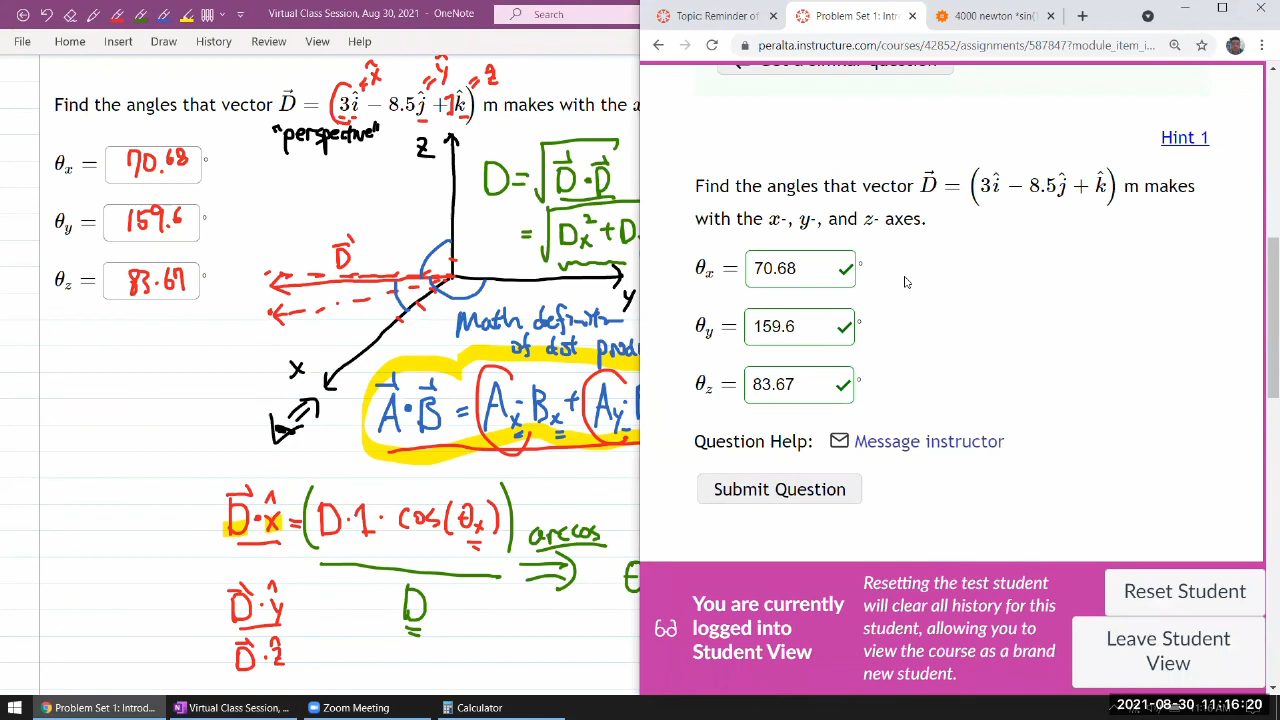 Virtual Class Session, Aug 30, 2021 - OneNote
File Home Insert Draw History Review View Help
Find the angles that vector D⃗ = (3î − 8.5ĵ + k̂) m makes with the x
= x̂ = ŷ = ẑ
1
"perspective"
θx = 70.68 °
θy = 159.6 °
θz = 83.67 °
z
D⃗
y
x
D = √D⃗ · D⃗
= √Dx² + D
Math definition
of dot produ
A⃗ · B⃗ = Ax · Bx + Ay · B
D⃗ · x̂ = (D · 1 · cos(θx)) arccos
D
D⃗ · ŷ
D⃗ · ẑ
Topic: Reminder of
Problem Set 1: Intr
4000 newton *sin(
peralta.instructure.com/courses/42852/assignments/587847?module_item...
Hint 1
Find the angles that vector D⃗ = (3î − 8.5ĵ + k̂) m makes
with the x-, y-, and z- axes.
θx = 70.68 °
θy = 159.6 °
θz = 83.67 °
Question Help: Message instructor
Submit Question
You are currently
logged into
Student View
Resetting the test student
will clear all history for this
student, allowing you to
view the course as a brand
new student.
Reset Student
Leave Student
View
Problem Set 1: Introd...
Virtual Class Session, ...
Zoom Meeting
Calculator
2021-08-30 11:16:20